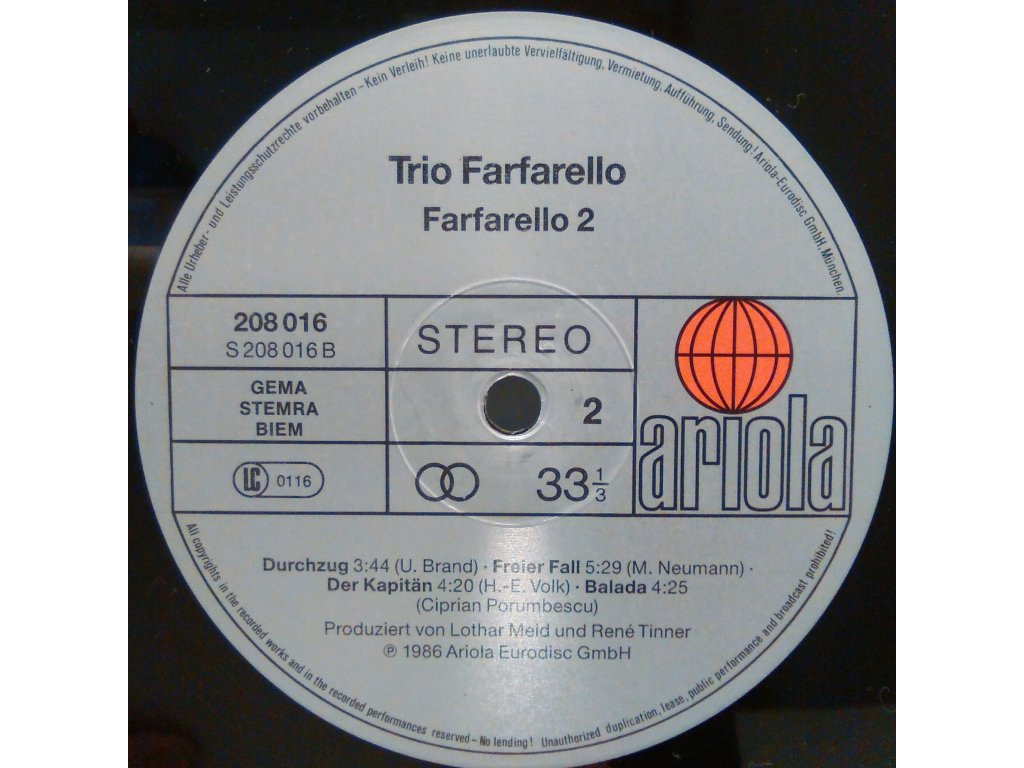 Alle Urheber- und Leistungsschutzrechte vorbehalten – Kein Verleih! Keine unerlaubte Vervielfältigung, Vermietung, Aufführung, Sendung! Ariola-Eurodisc GmbH, München.
Trio Farfarello
Farfarello 2
208 016
S 208 016 B
STEREO
GEMA
STEMRA
BIEM
2
ariola
LC 0116
33 1/3
Durchzug 3:44 (U. Brand) · Freier Fall 5:29 (M. Neumann) ·
Der Kapitän 4:20 (H.-E. Volk) · Balada 4:25
(Ciprian Porumbescu)
Produziert von Lothar Meid und René Tinner
℗ 1986 Ariola Eurodisc GmbH
All copyrights in the recorded works and in the recorded performances reserved – No lending! Unauthorized duplication, lease, public performance and broadcast prohibited!